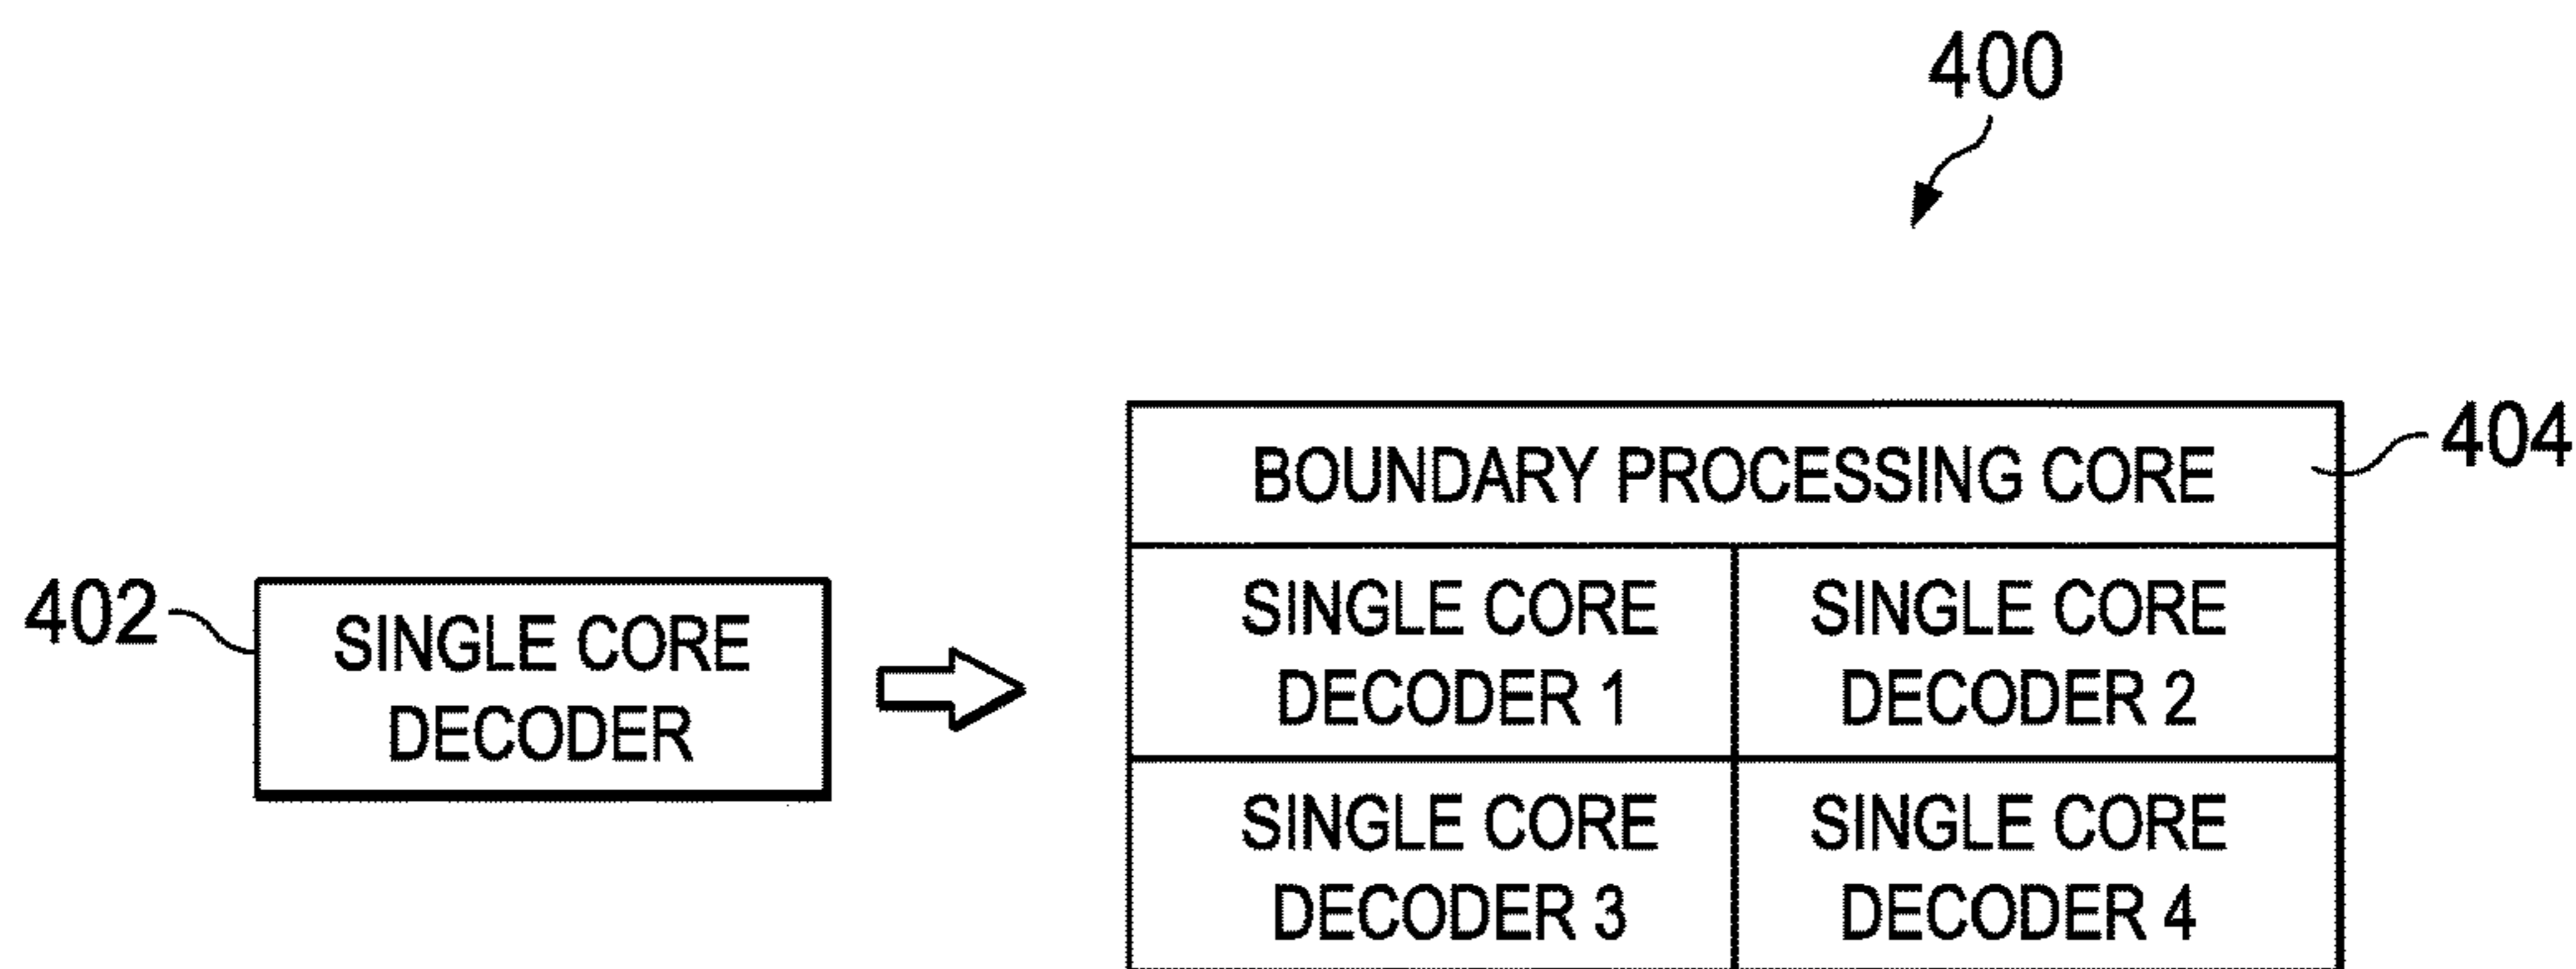 400
BOUNDARY PROCESSING CORE
404
402
SINGLE CORE
DECODER
SINGLE CORE
DECODER 1
SINGLE CORE
DECODER 2
SINGLE CORE
DECODER 3
SINGLE CORE
DECODER 4